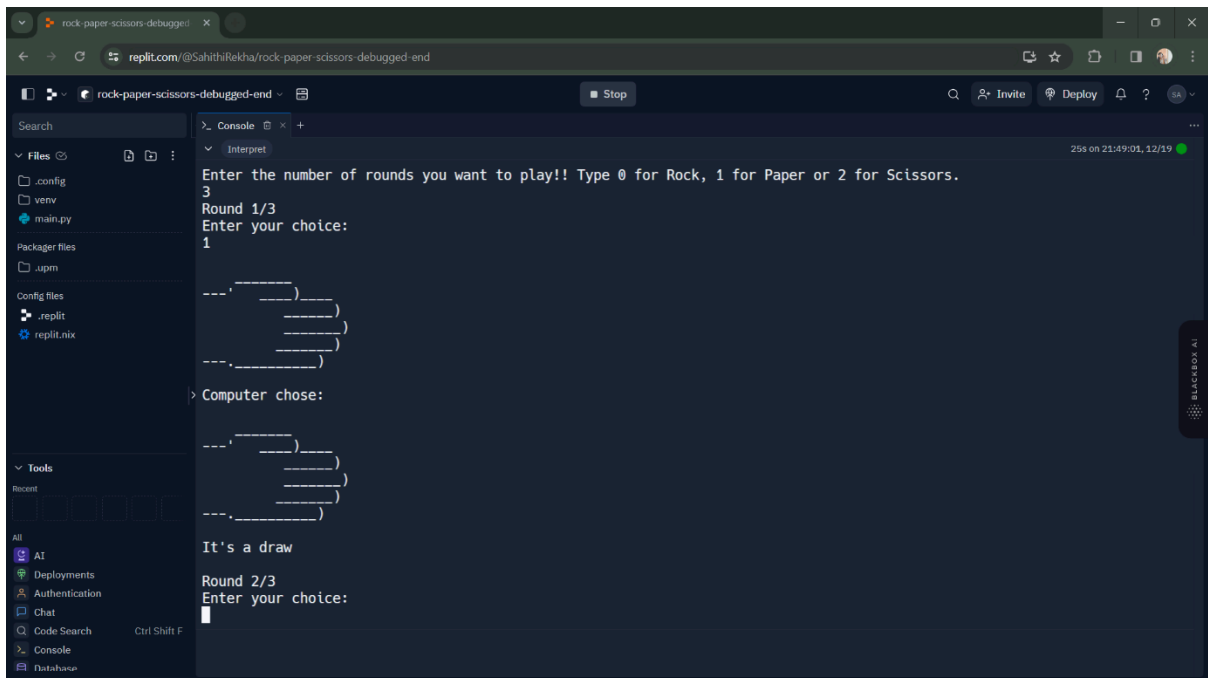 rock-paper-scissors-debugged
replit.com/@SahithiRekha/rock-paper-scissors-debugged-end
rock-paper-scissors-debugged-end
Stop
Invite
Deploy
?
SA
Search
Console
Files
Interpret
25s on 21:49:01, 12/19
.config
venv
main.py
Packager files
.upm
Config files
.replit
replit.nix
Tools
Recent
All
AI
Deployments
Authentication
Chat
Code Search Ctrl Shift F
Console
Database
Enter the number of rounds you want to play!! Type 0 for Rock, 1 for Paper or 2 for Scissors.
3
Round 1/3
Enter your choice:
1
    _______
---'   ____)____
          ______)
          _______)
         _______)
---.__________)
Computer chose:
    _______
---'   ____)____
          ______)
          _______)
         _______)
---.__________)
It's a draw
Round 2/3
Enter your choice:
BLACKBOX AI